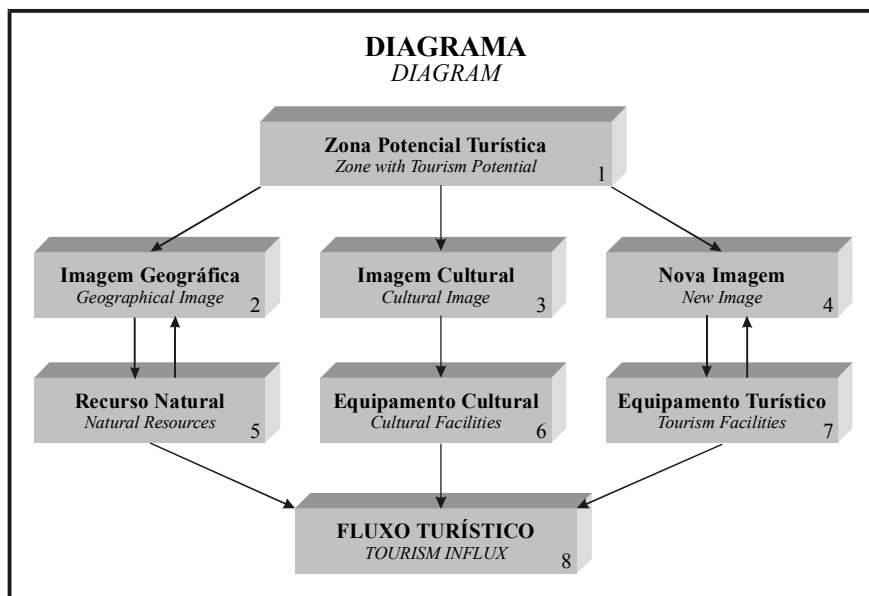 DIAGRAMA
DIAGRAM
Zona Potencial Turística
Zone with Tourism Potential
1
Imagem Geográfica
Geographical Image
2
Imagem Cultural
Cultural Image
3
Nova Imagem
New Image
4
Recurso Natural
Natural Resources
5
Equipamento Cultural
Cultural Facilities
6
Equipamento Turístico
Tourism Facilities
7
FLUXO TURÍSTICO
TOURISM INFLUX
8